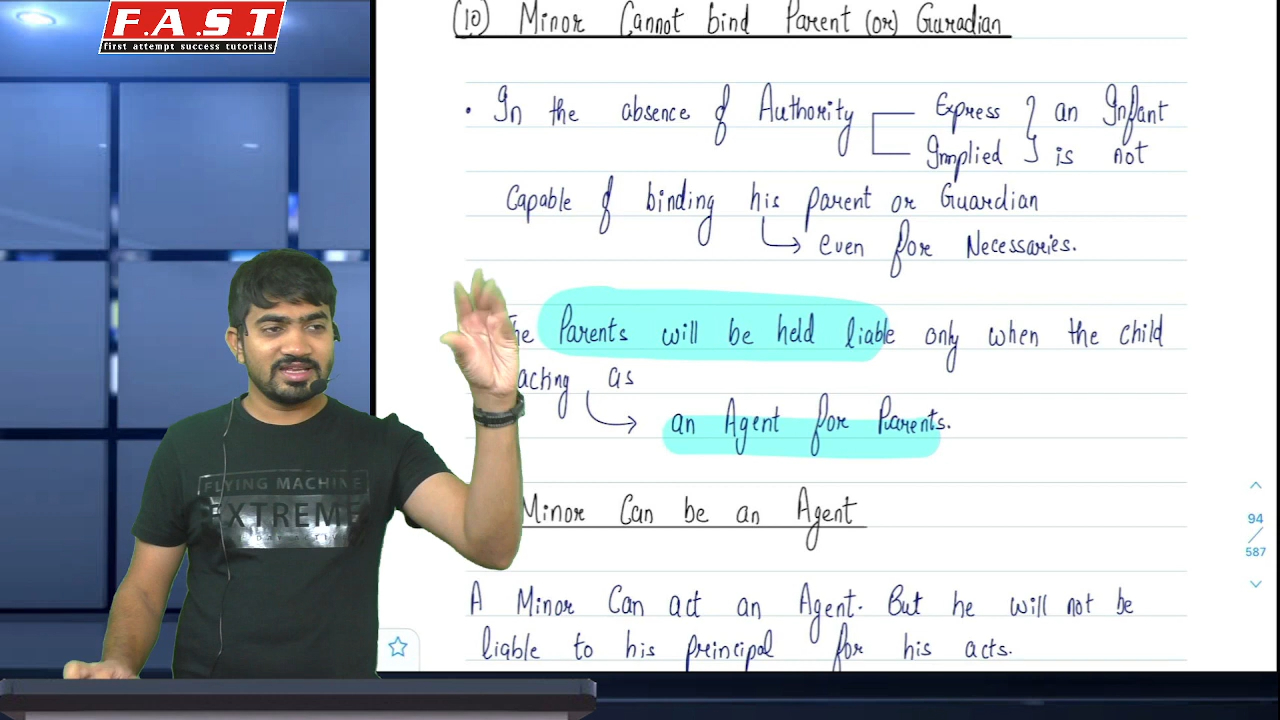 F.A.S.T
first attempt success tutorials
(10) Minor Cannot bind Parent (or) Guradian
• In the absence of Authority Express } an Infant
Implied } is not
Capable of binding his parent or Guardian
even for Necessaries.
Parents will be held liable only when the child
acting as
an Agent for Parents.
Minor Can be an Agent
A Minor Can act an Agent. But he will not be
liable to his principal for his acts.
FLYING MACHINE
EXTREME
94
587